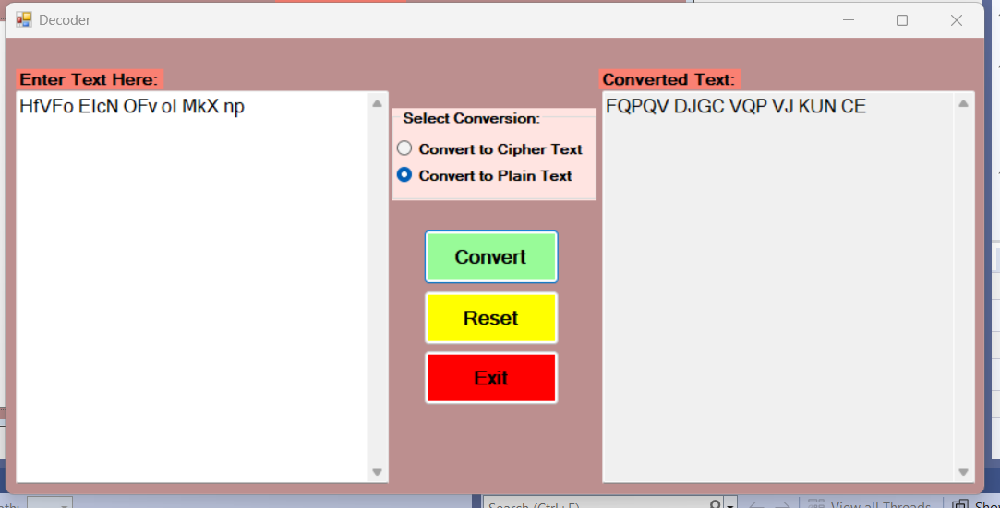 Decoder
Enter Text Here:
Converted Text:
HfVFo EIcN OFv oI MkX np
FQPQV DJGC VQP VJ KUN CE
Select Conversion:
Convert to Cipher Text
Convert to Plain Text
Convert
Reset
Exit
Search (Ctrl+E)
View all Threads